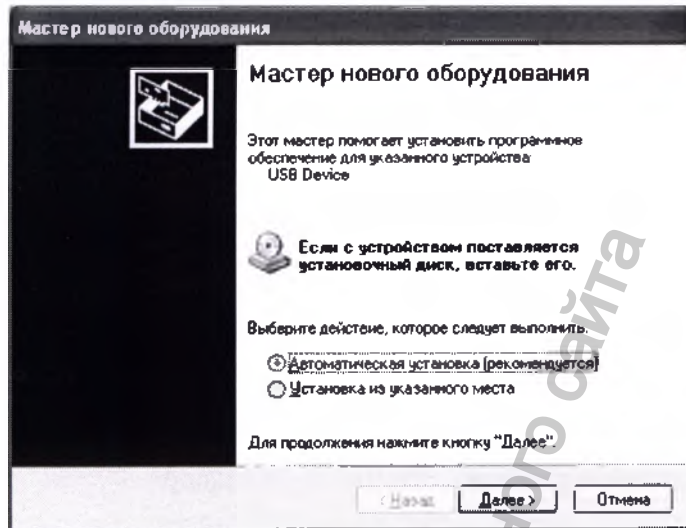 Мастер нового оборудования
Мастер нового оборудования
Этот мастер помогает установить программное
обеспечение для указанного устройства:
USB Device
Если с устройством поставляется
установочный диск, вставьте его.
Выберите действие, которое следует выполнить.
Автоматическая установка (рекомендуется)
Установка из указанного места
Для продолжения нажмите кнопку "Далее".
< Назад Далее > Отмена
ного сайта